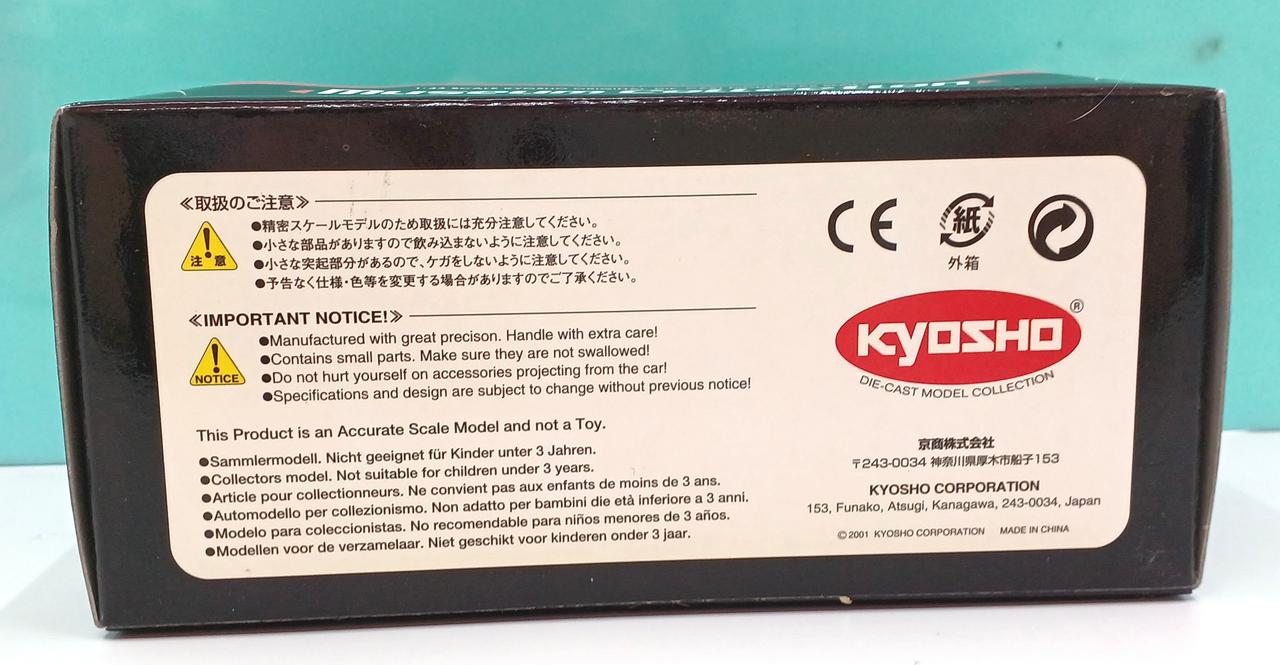 ≪取扱のご注意≫
注意
●精密スケールモデルのため取扱には充分注意してください。
●小さな部品がありますので飲み込まないように注意してください。
●小さな突起部分があるので、ケガをしないように注意してください。
●予告なく仕様・色等を変更する場合がありますのでご了承ください。
≪IMPORTANT NOTICE!≫
NOTICE
●Manufactured with great precison. Handle with extra care!
●Contains small parts. Make sure they are not swallowed!
●Do not hurt yourself on accessories projecting from the car!
●Specifications and design are subject to change without previous notice!
This Product is an Accurate Scale Model and not a Toy.
●Sammlermodell. Nicht geeignet für Kinder unter 3 Jahren.
●Collectors model. Not suitable for children under 3 years.
●Article pour collectionneurs. Ne convient pas aux enfants de moins de 3 ans.
●Automodello per collezionismo. Non adatto per bambini die età inferiore a 3 anni.
●Modelo para coleccionistas. No recomendable para niños menores de 3 años.
●Modellen voor de verzamelaar. Niet geschikt voor kinderen onder 3 jaar.
CE
紙
外箱
KYOSHO®
DIE-CAST MODEL COLLECTION
京商株式会社
〒243-0034 神奈川県厚木市船子153
KYOSHO CORPORATION
153, Funako, Atsugi, Kanagawa, 243-0034, Japan
©2001 KYOSHO CORPORATION MADE IN CHINA